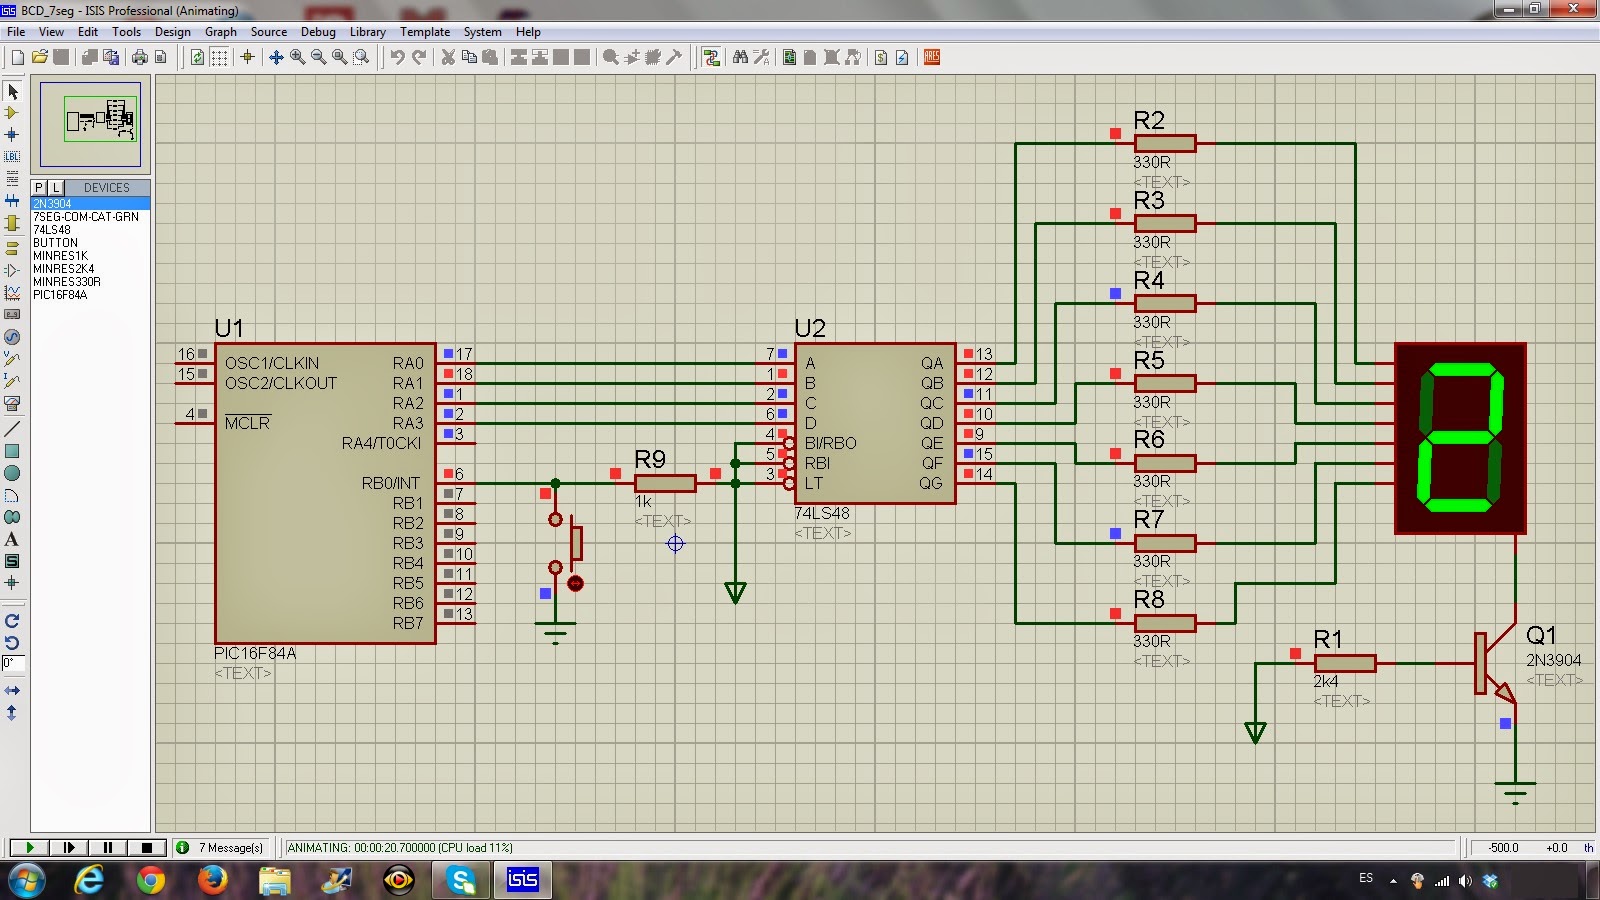 BCD_7seg - ISIS Professional (Animating)
File View Edit Tools Design Graph Source Debug Library Template System Help
LBL
A
S
0°
ARES
P L DEVICES
2N3904
7SEG-COM-CAT-GRN
74LS48
BUTTON
MINRES1K
MINRES2K4
MINRES330R
PIC16F84A
U1
16 OSC1/CLKIN
15 OSC2/CLKOUT
4 MCLR
RA0 17
RA1 18
RA2 1
RA3 2
RA4/T0CKI 3
RB0/INT 6
RB1 7
RB2 8
RB3 9
RB4 10
RB5 11
RB6 12
RB7 13
PIC16F84A
<TEXT>
R9
1k
<TEXT>
U2
7 A QA 13
1 B QB 12
2 C QC 11
6 D QD 10
4 BI/RBO QE 9
5 RBI QF 15
3 LT QG 14
74LS48
<TEXT>
R2
330R
<TEXT>
R3
330R
<TEXT>
R4
330R
<TEXT>
R5
330R
<TEXT>
R6
330R
<TEXT>
R7
330R
<TEXT>
R8
330R
<TEXT>
2
R1
2k4
<TEXT>
Q1
2N3904
<TEXT>
7 Message(s)
ANIMATING: 00:00:20.700000 (CPU load 11%)
-500.0 +0.0 th
isis
ES